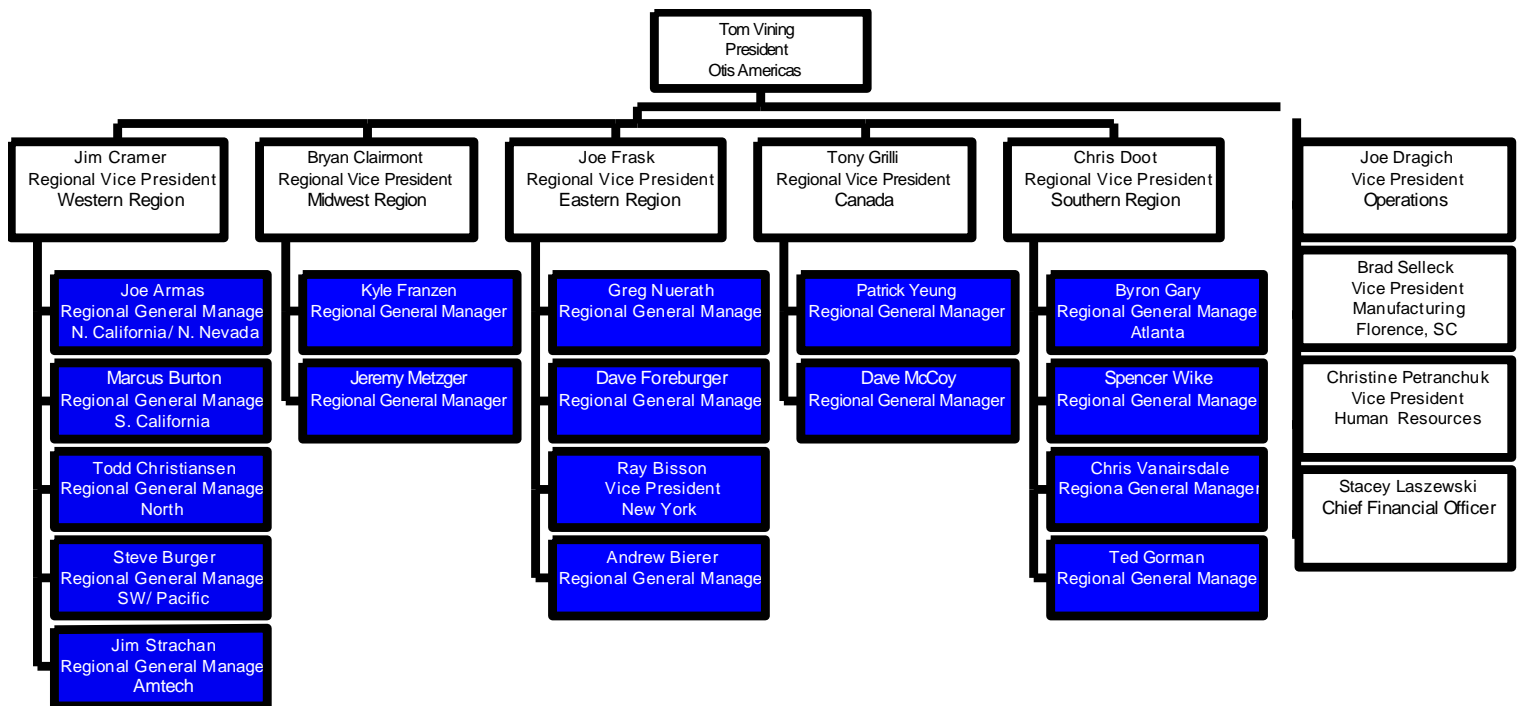 Tom Vining
President
Otis Americas
Jim Cramer
Regional Vice President
Western Region
Bryan Clairmont
Regional Vice President
Midwest Region
Joe Frask
Regional Vice President
Eastern Region
Tony Grilli
Regional Vice President
Canada
Chris Doot
Regional Vice President
Southern Region
Joe Dragich
Vice President
Operations
Brad Selleck
Vice President
Manufacturing
Florence, SC
Christine Petranchuk
Vice President
Human Resources
Stacey Laszewski
Chief Financial Officer
Joe Armas
Regional General Manage
N. California/ N. Nevada
Marcus Burton
Regional General Manage
S. California
Todd Christiansen
Regional General Manage
North
Steve Burger
Regional General Manage
SW/ Pacific
Jim Strachan
Regional General Manage
Amtech
Kyle Franzen
Regional General Manager
Jeremy Metzger
Regional General Manager
Greg Nuerath
Regional General Manage
Dave Foreburger
Regional General Manage
Ray Bisson
Vice President
New York
Andrew Bierer
Regional General Manage
Patrick Yeung
Regional General Manager
Dave McCoy
Regional General Manager
Byron Gary
Regional General Manage
Atlanta
Spencer Wike
Regional General Manage
Chris Vanairsdale
Regiona General Manager
Ted Gorman
Regional General Manage